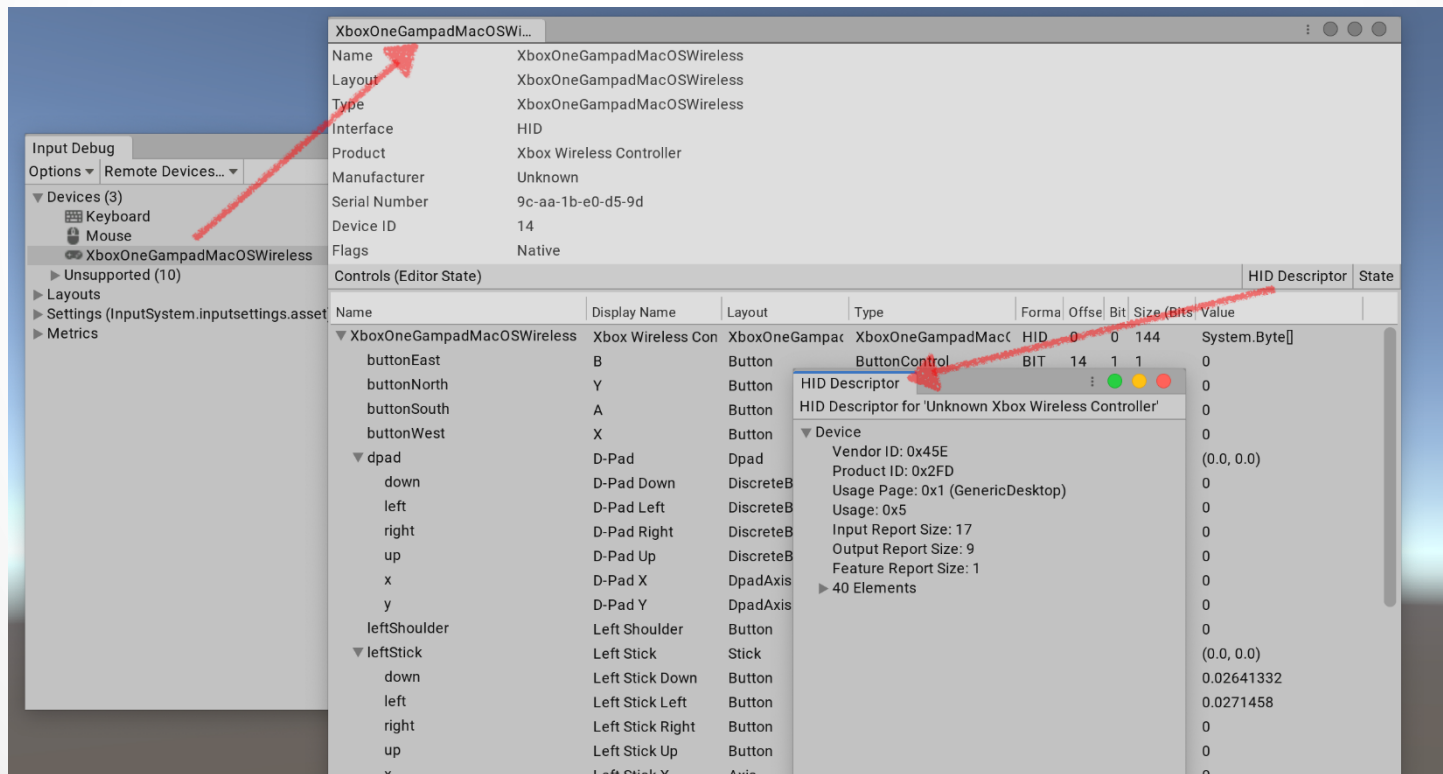 XboxOneGampadMacOSWi...
Name XboxOneGampadMacOSWireless
Layout XboxOneGampadMacOSWireless
Type XboxOneGampadMacOSWireless
Interface HID
Product Xbox Wireless Controller
Manufacturer Unknown
Serial Number 9c-aa-1b-e0-d5-9d
Device ID 14
Flags Native
Input Debug
Options Remote Devices...
Devices (3)
Keyboard
Mouse
XboxOneGampadMacOSWireless
Unsupported (10)
Layouts
Settings (InputSystem.inputsettings.asset
Metrics
Controls (Editor State) HID Descriptor State
Name Display Name Layout Type Forma Offse Bit Size (Bits Value
XboxOneGampadMacOSWireless Xbox Wireless Con XboxOneGampac XboxOneGampadMacC HID 0 0 144 System.Byte[]
buttonEast B Button ButtonControl BIT 14 1 1 0
buttonNorth Y Button 0
buttonSouth A Button 0
buttonWest X Button 0
dpad D-Pad Dpad (0.0, 0.0)
down D-Pad Down DiscreteB 0
left D-Pad Left DiscreteB 0
right D-Pad Right DiscreteB 0
up D-Pad Up DiscreteB 0
x D-Pad X DpadAxis 0
y D-Pad Y DpadAxis 0
leftShoulder Left Shoulder Button 0
leftStick Left Stick Stick (0.0, 0.0)
down Left Stick Down Button 0.02641332
left Left Stick Left Button 0.0271458
right Left Stick Right Button 0
up Left Stick Up Button 0
HID Descriptor
HID Descriptor for 'Unknown Xbox Wireless Controller'
Device
Vendor ID: 0x45E
Product ID: 0x2FD
Usage Page: 0x1 (GenericDesktop)
Usage: 0x5
Input Report Size: 17
Output Report Size: 9
Feature Report Size: 1
40 Elements